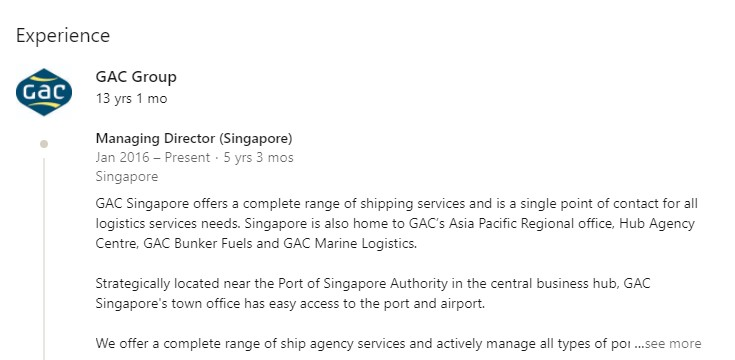 Experience
GAC Group
13 yrs 1 mo
Gac
Managing Director (Singapore)
Jan 2016 – Present · 5 yrs 3 mos
Singapore
GAC Singapore offers a complete range of shipping services and is a single point of contact for all
logistics services needs. Singapore is also home to GAC's Asia Pacific Regional office, Hub Agency
Centre, GAC Bunker Fuels and GAC Marine Logistics.
Strategically located near the Port of Singapore Authority in the central business hub, GAC
Singapore's town office has easy access to the port and airport.
We offer a complete range of ship agency services and actively manage all types of ...see more